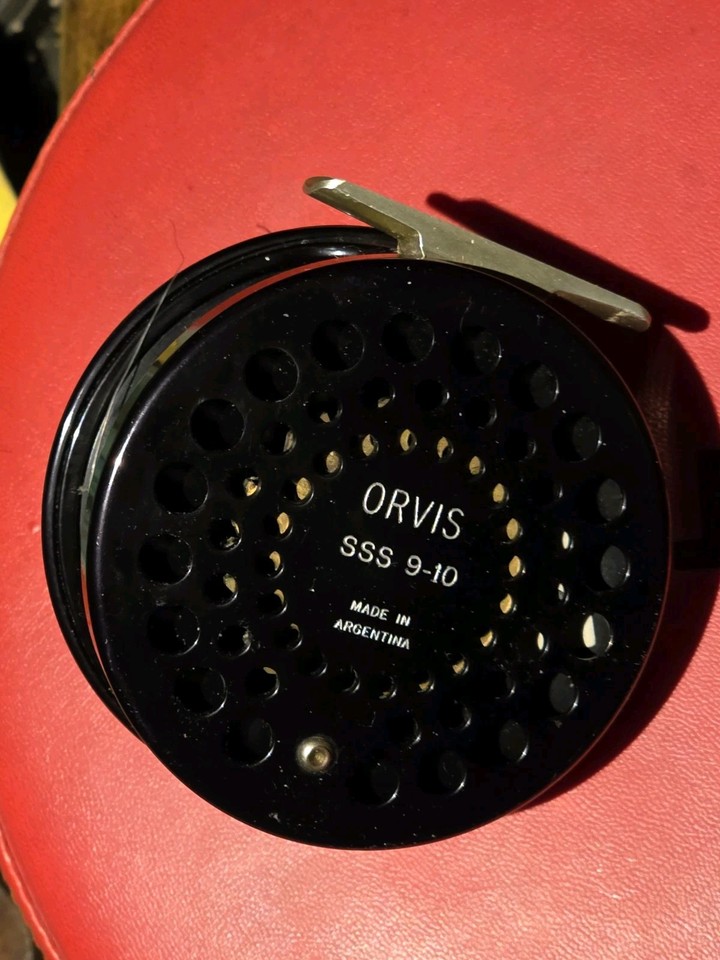 ORVIS
SSS 9-10
MADE IN
ARGENTINA